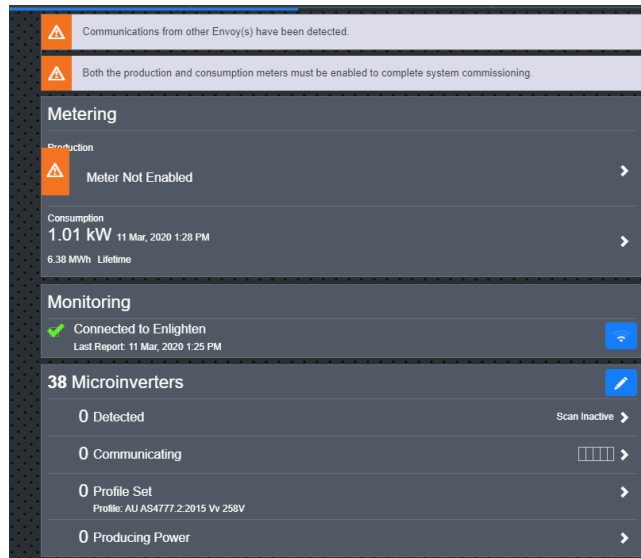 Communications from other Envoy(s) have been detected.
Both the production and consumption meters must be enabled to complete system commissioning.
Metering
Production
Meter Not Enabled
Consumption
1.01 kW 11 Mar, 2020 1:28 PM
6.38 MWh Lifetime
Monitoring
Connected to Enlighten
Last Report: 11 Mar, 2020 1:25 PM
38 Microinverters
0 Detected Scan Inactive
0 Communicating
0 Profile Set
Profile: AU AS4777.2:2015 Vv 258V
0 Producing Power